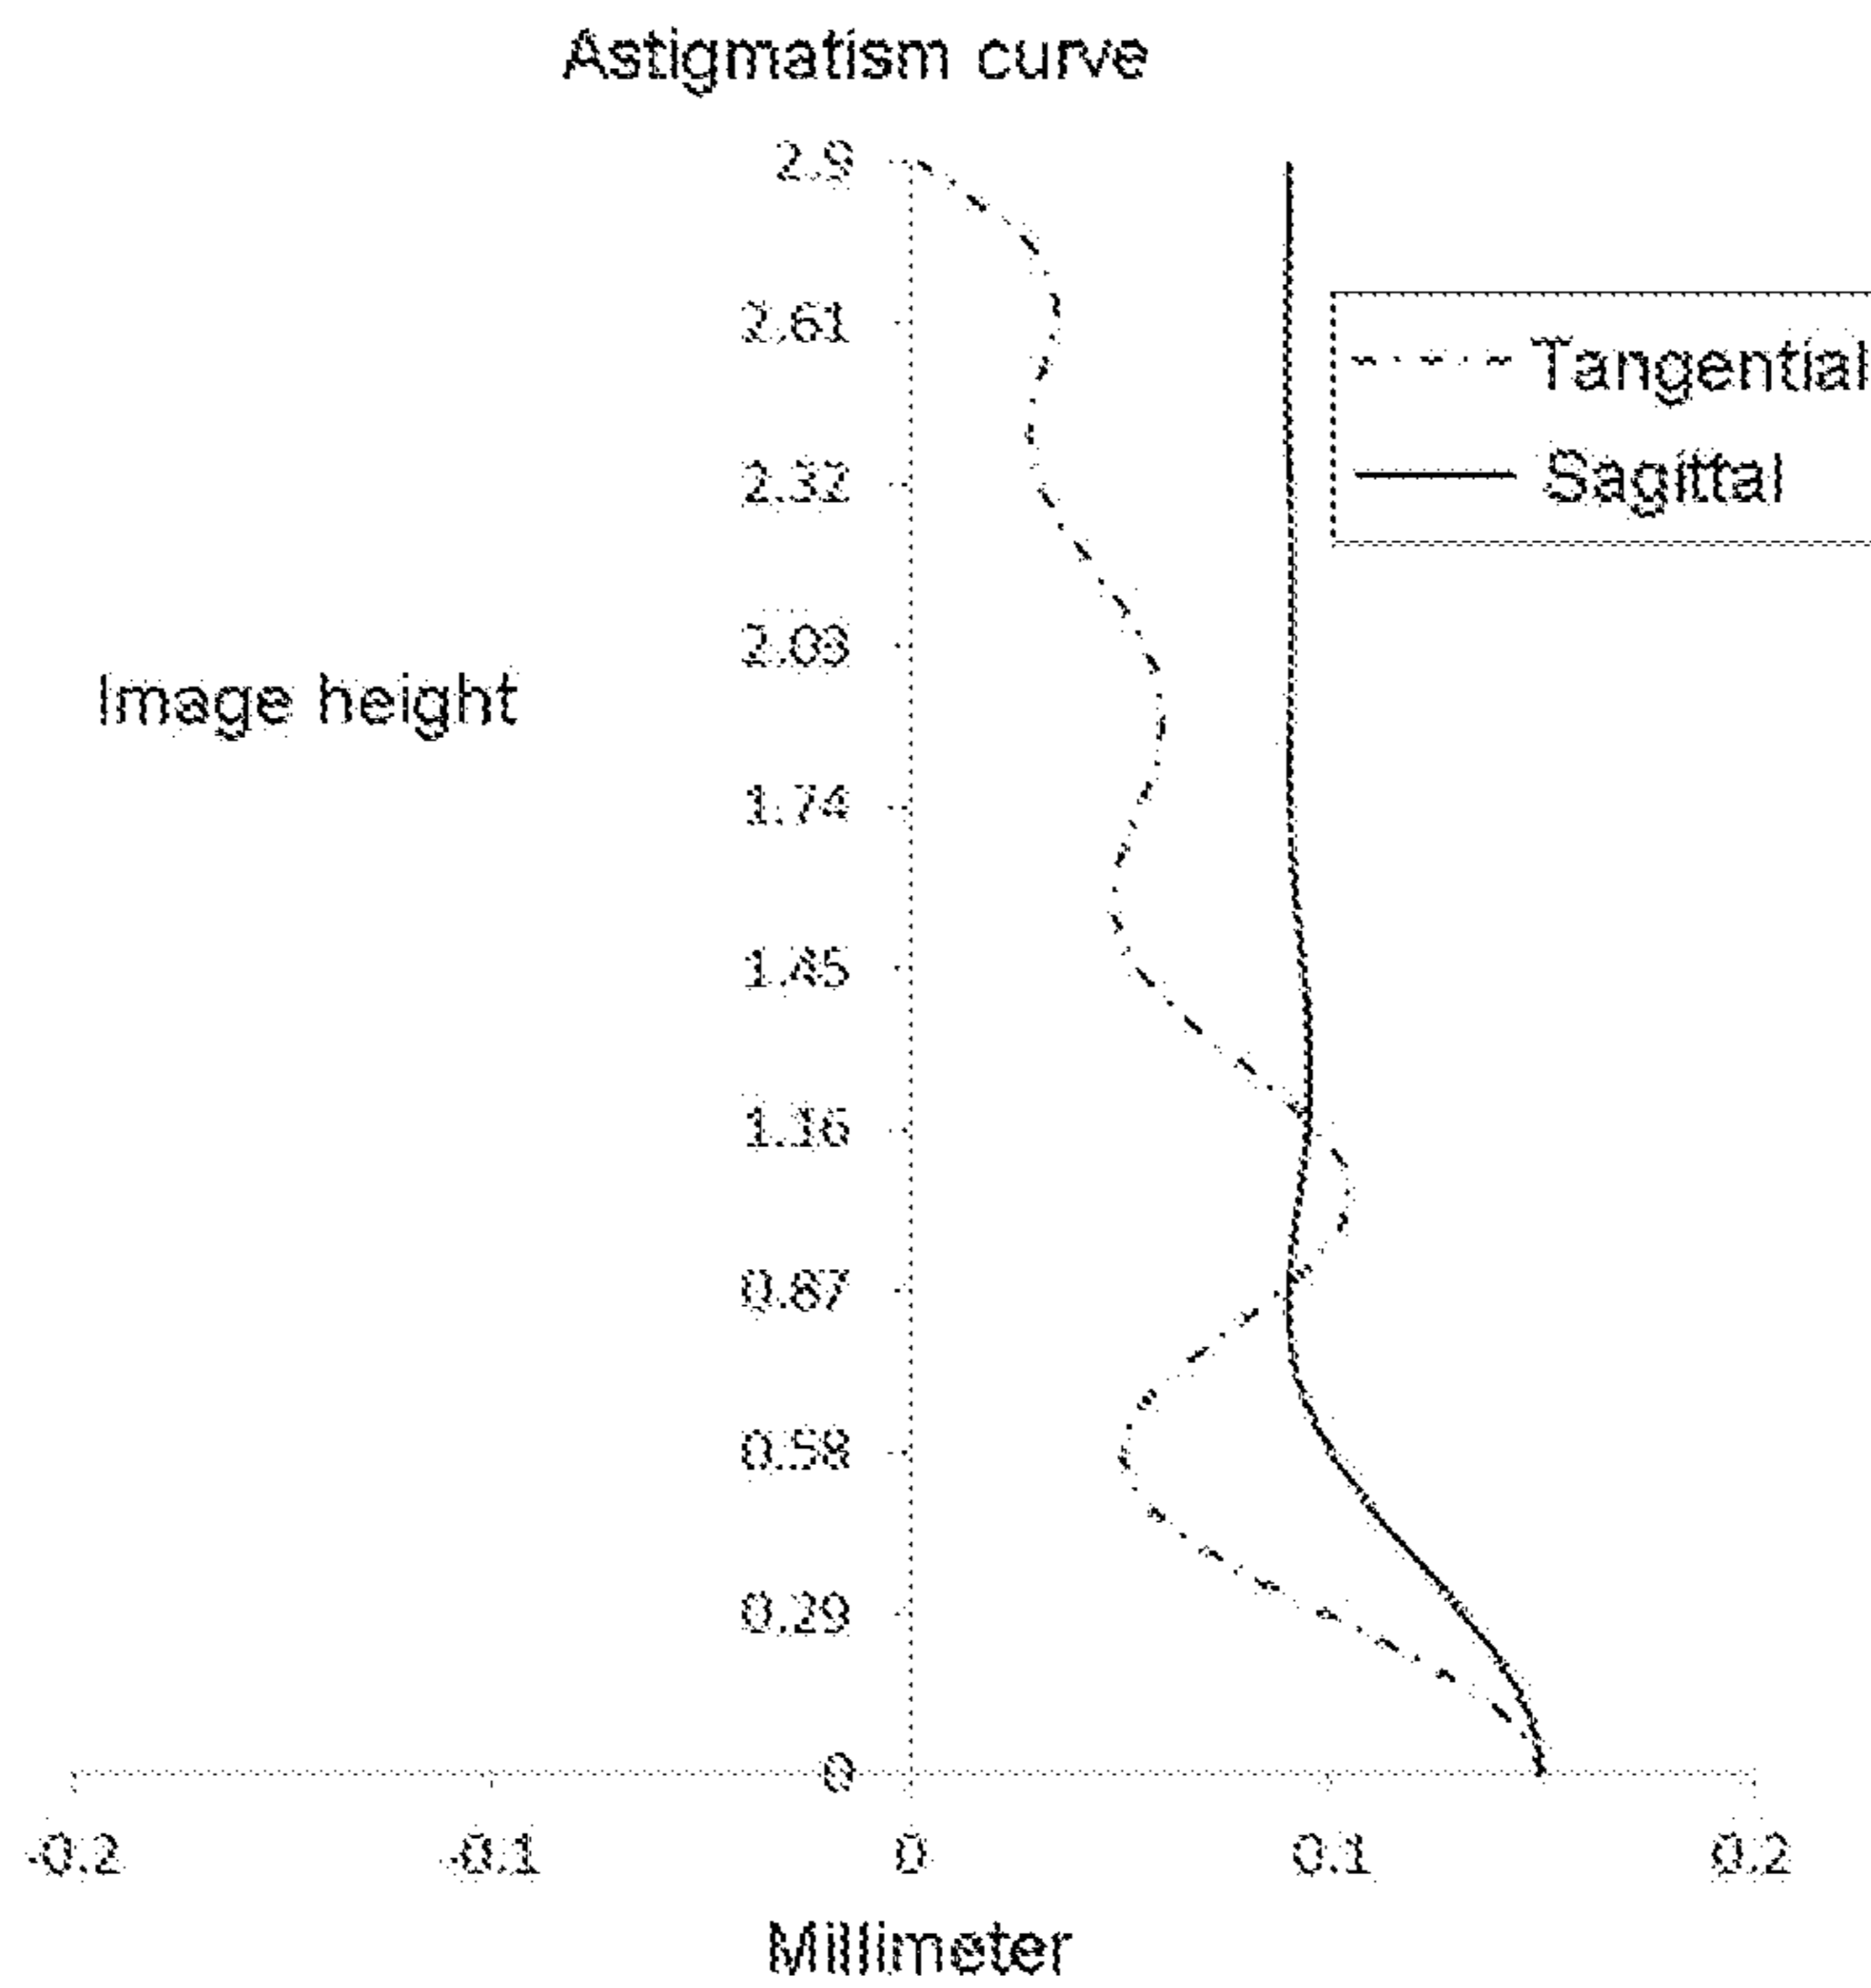 Astigmatism curve
2.9
2.61
Tangential
2.32
Sagittal
2.03
Image height
1.74
1.45
1.16
0.87
0.58
0.29
0
-0.2 -0.1 0 0.1 0.2
Millimeter